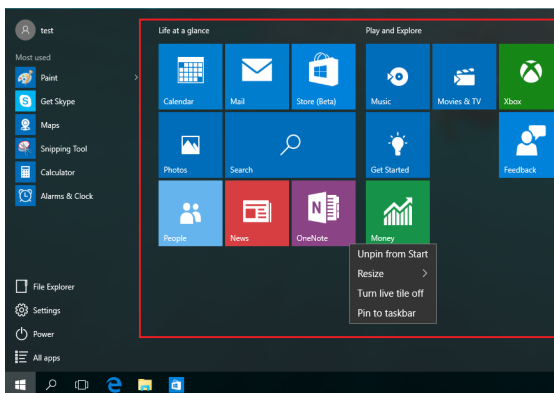 test
Most used
Paint
Get Skype
Maps
Snipping Tool
Calculator
Alarms & Clock
File Explorer
Settings
Power
All apps
Life at a glance
Calendar
Mail
Store (Beta)
Photos
Search
People
News
OneNote
Play and Explore
Music
Movies & TV
Xbox
Get Started
Feedback
Money
Unpin from Start
Resize
Turn live tile off
Pin to taskbar